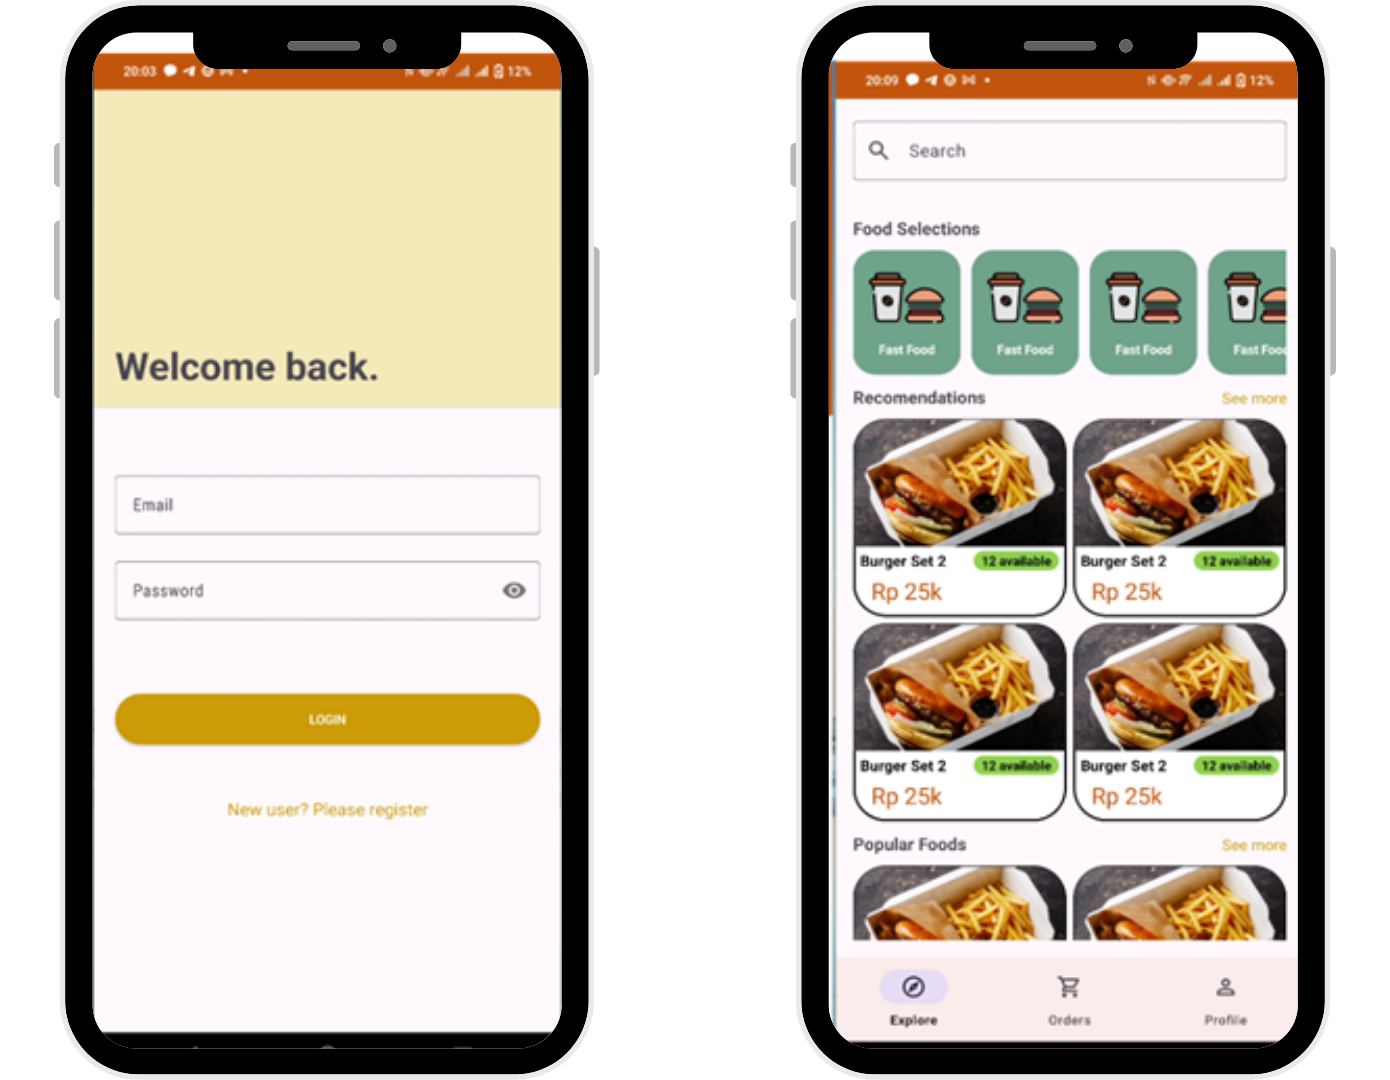 20:03
12%
Welcome back.
Email
Password
LOGIN
New user? Please register
20:09
12%
Search
Food Selections
Fast Food
Fast Food
Fast Food
Fast Food
Recomendations
See more
Burger Set 2
12 available
Rp 25k
Burger Set 2
12 available
Rp 25k
Burger Set 2
12 available
Rp 25k
Burger Set 2
12 available
Rp 25k
Popular Foods
See more
Explore
Orders
Profile